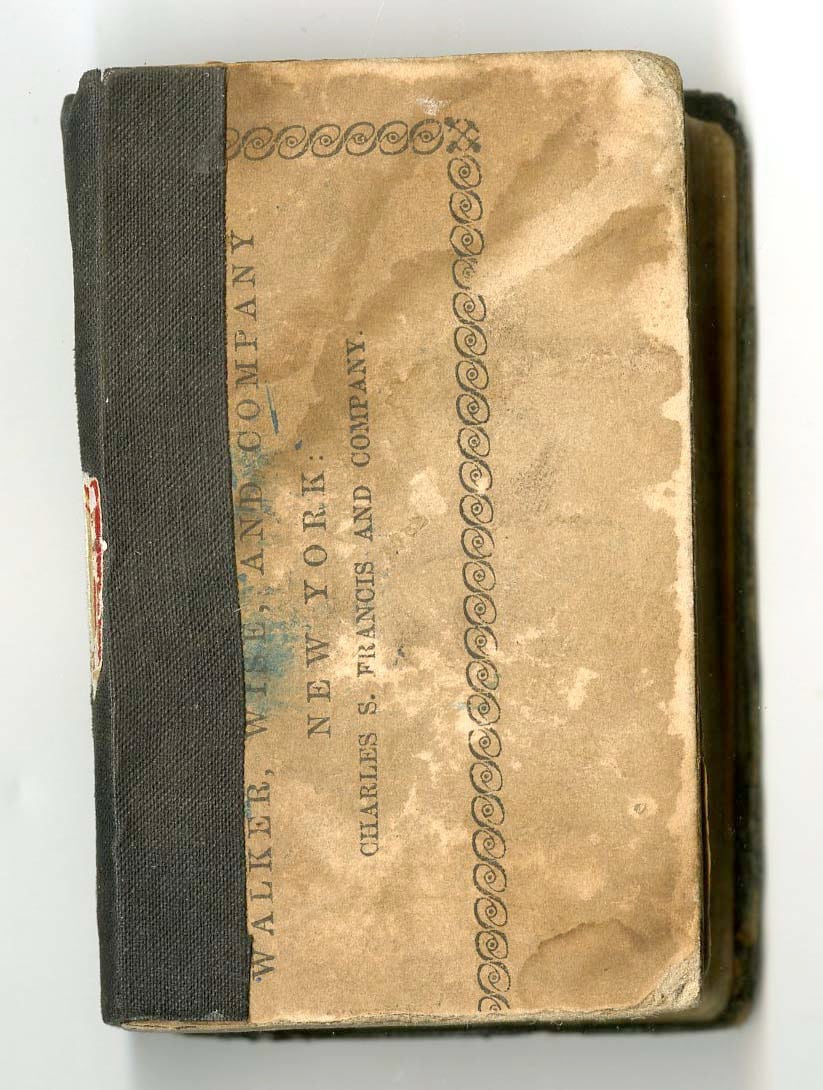 WALKER, WISE, AND COMPANY
NEW YORK:
CHARLES S. FRANCIS AND COMPANY.